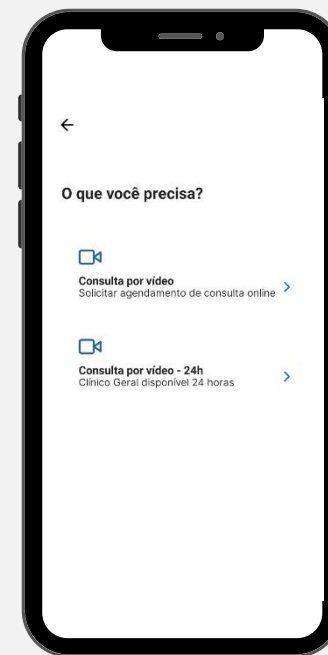 O que você precisa?
Consulta por vídeo
Solicitar agendamento de consulta online
Consulta por vídeo - 24h
Clínico Geral disponível 24 horas